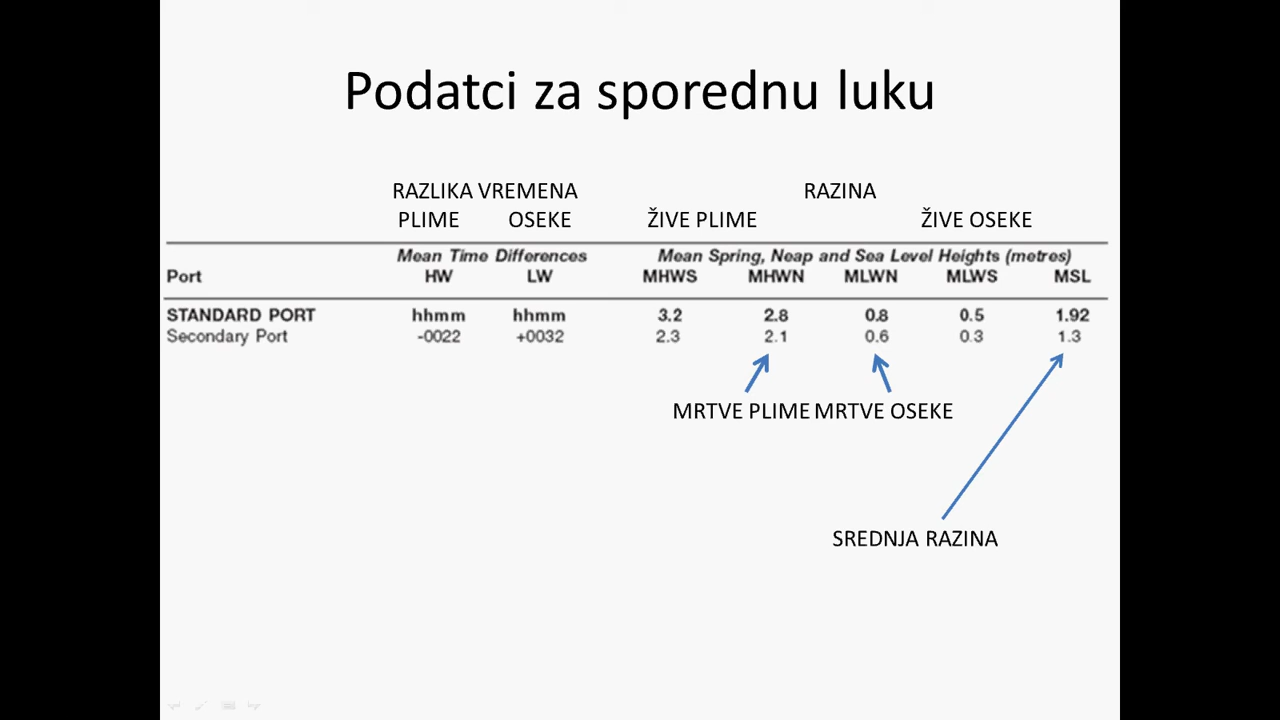 Podatci za sporednu luku
RAZLIKA VREMENA RAZINA
PLIME OSEKE ŽIVE PLIME ŽIVE OSEKE
Mean Time Differences Mean Spring, Neap and Sea Level Heights (metres)
Port HW LW MHWS MHWN MLWN MLWS MSL
STANDARD PORT hhmm hhmm 3.2 2.8 0.8 0.5 1.92
Secondary Port -0022 +0032 2.3 2.1 0.6 0.3 1.3
MRTVE PLIME MRTVE OSEKE
SREDNJA RAZINA